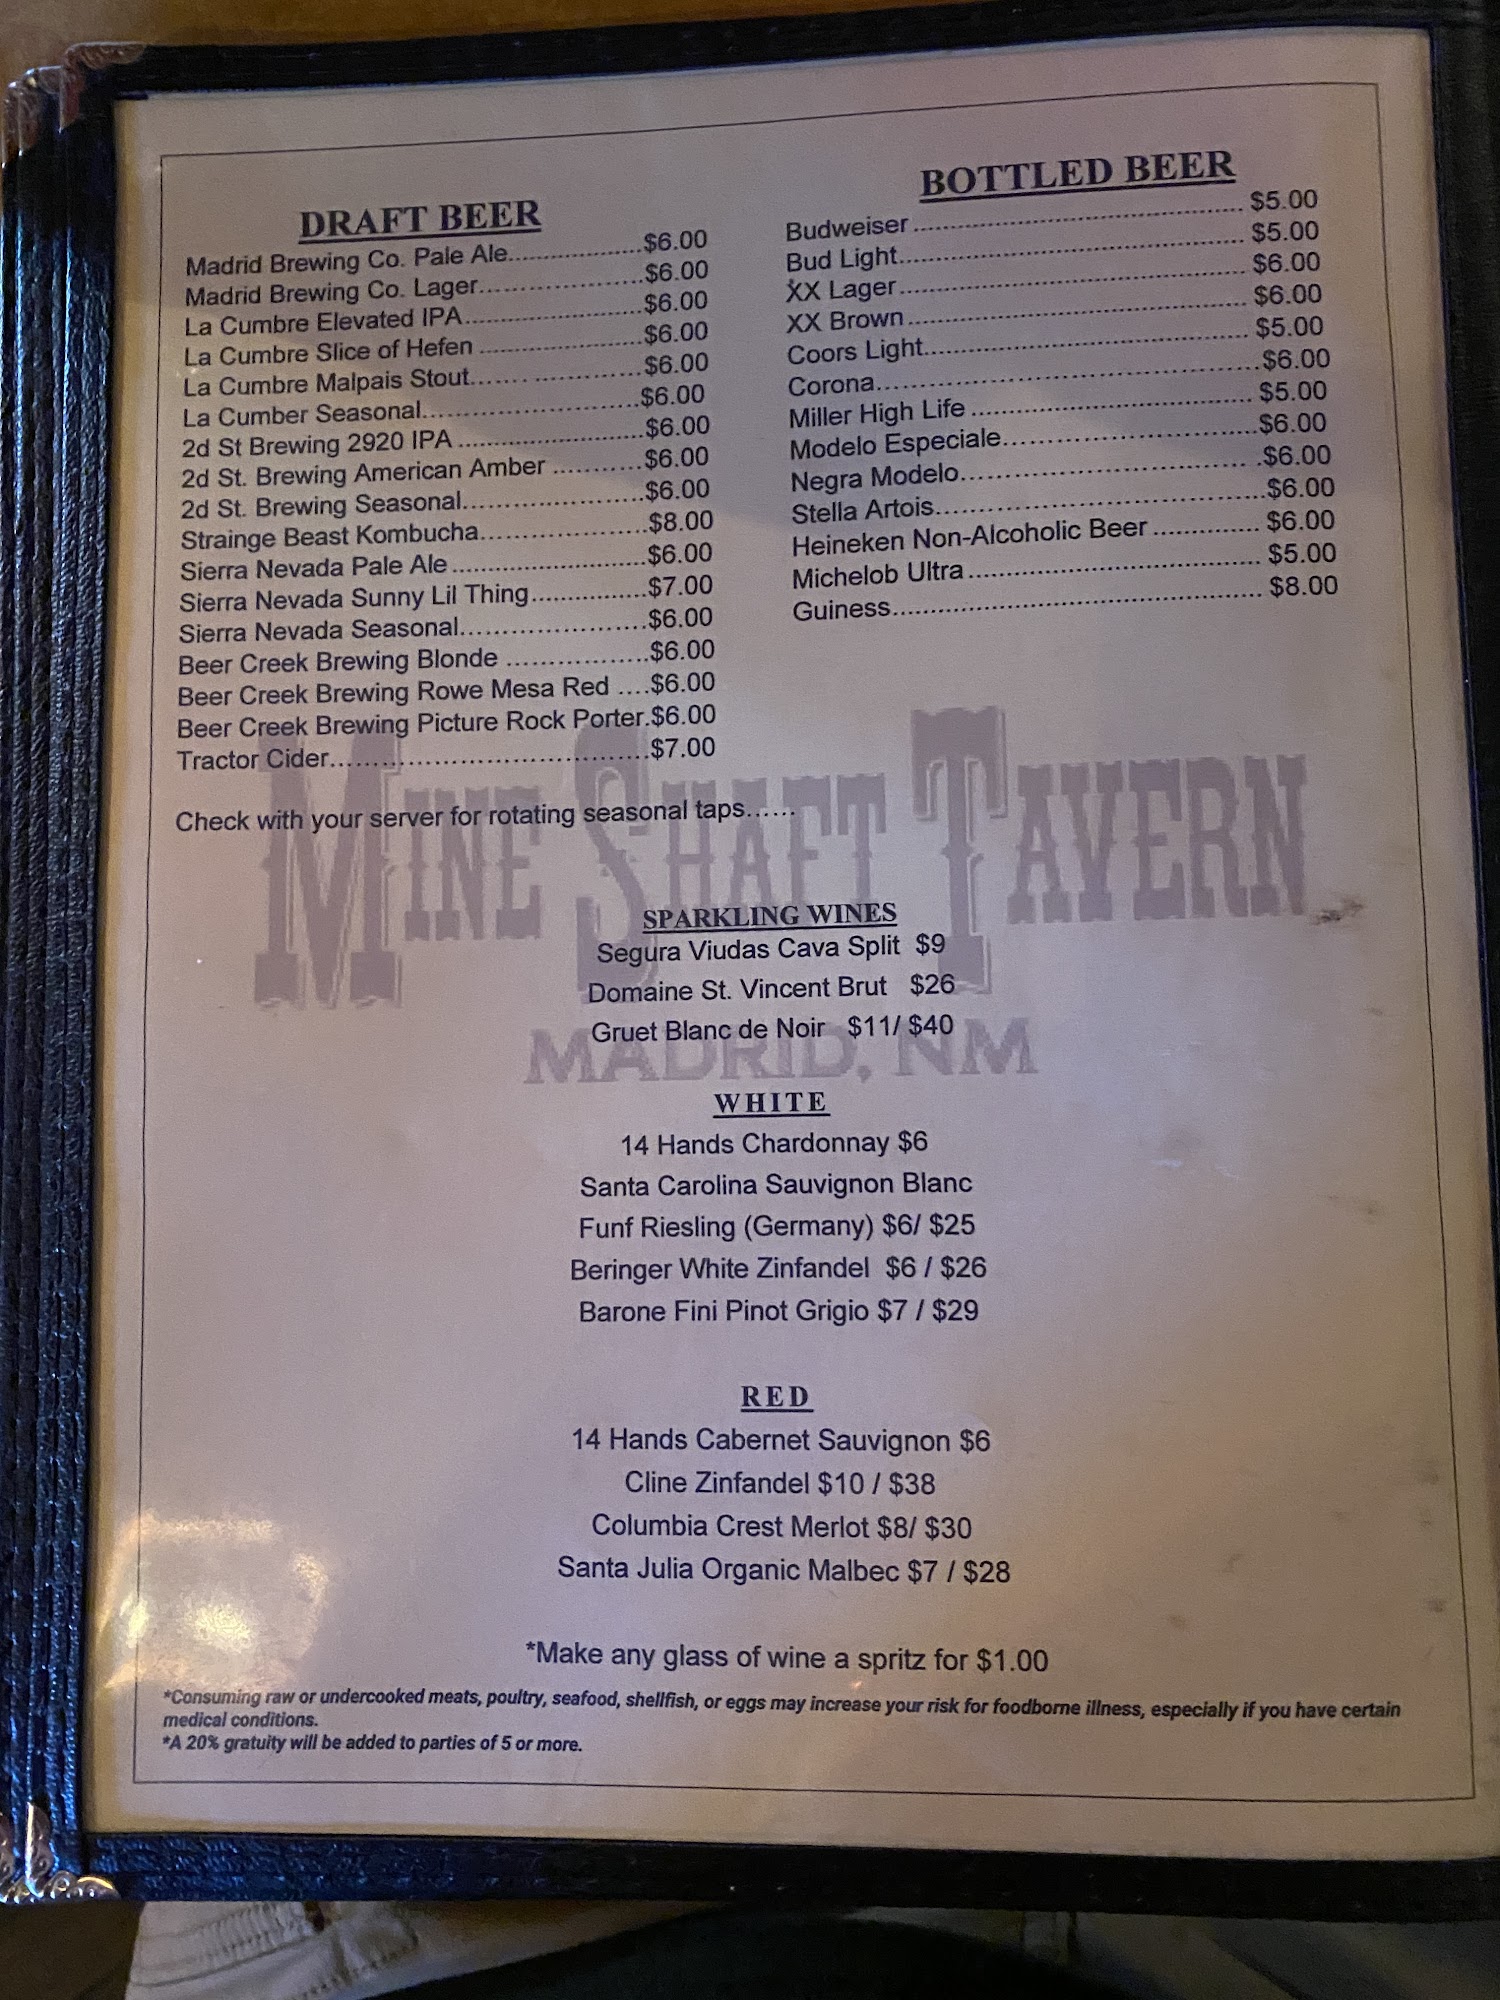 DRAFT BEER
Madrid Brewing Co. Pale Ale....................$6.00
Madrid Brewing Co. Lager.........................$6.00
La Cumbre Elevated IPA..........................$6.00
La Cumbre Slice of Hefen ........................$6.00
La Cumbre Malpais Stout....... .................$6.00
La Cumber Seasonal................................$6.00
2d St Brewing 2920 IPA ...........................$6.00
2d St. Brewing American Amber ............$6.00
2d St. Brewing Seasonal..........................$6.00
Strainge Beast Kombucha........................$8.00
Sierra Nevada Pale Ale ............................$6.00
Sierra Nevada Sunny Lil Thing................$7.00
Sierra Nevada Seasonal..........................$6.00
Beer Creek Brewing Blonde ...................$6.00
Beer Creek Brewing Rowe Mesa Red ....$6.00
Beer Creek Brewing Picture Rock Porter.$6.00
Tractor Cider............................................$7.00
Check with your server for rotating seasonal taps......
BOTTLED BEER
Budweiser ............................................. $5.00
Bud Light............................................... $5.00
XX Lager ............................................... $6.00
XX Brown .............................................. $6.00
Coors Light............................................ $5.00
Corona...................................................$6.00
Miller High Life ...................................... $5.00
Modelo Especiale..................................$6.00
Negra Modelo....................................... .$6.00
Stella Artois...........................................$6.00
Heineken Non-Alcoholic Beer .............. $6.00
Michelob Ultra ....................................... $5.00
Guiness................................................. $8.00
MINE SHAFT TAVERN
MADRID, NM
SPARKLING WINES
Segura Viudas Cava Split $9
Domaine St. Vincent Brut $26
Gruet Blanc de Noir $11/ $40
WHITE
14 Hands Chardonnay $6
Santa Carolina Sauvignon Blanc
Funf Riesling (Germany) $6/ $25
Beringer White Zinfandel $6 / $26
Barone Fini Pinot Grigio $7 / $29
RED
14 Hands Cabernet Sauvignon $6
Cline Zinfandel $10 / $38
Columbia Crest Merlot $8/ $30
Santa Julia Organic Malbec $7 / $28
*Make any glass of wine a spritz for $1.00
*Consuming raw or undercooked meats, poultry, seafood, shellfish, or eggs may increase your risk for foodborne illness, especially if you have certain
medical conditions.
*A 20% gratuity will be added to parties of 5 or more.